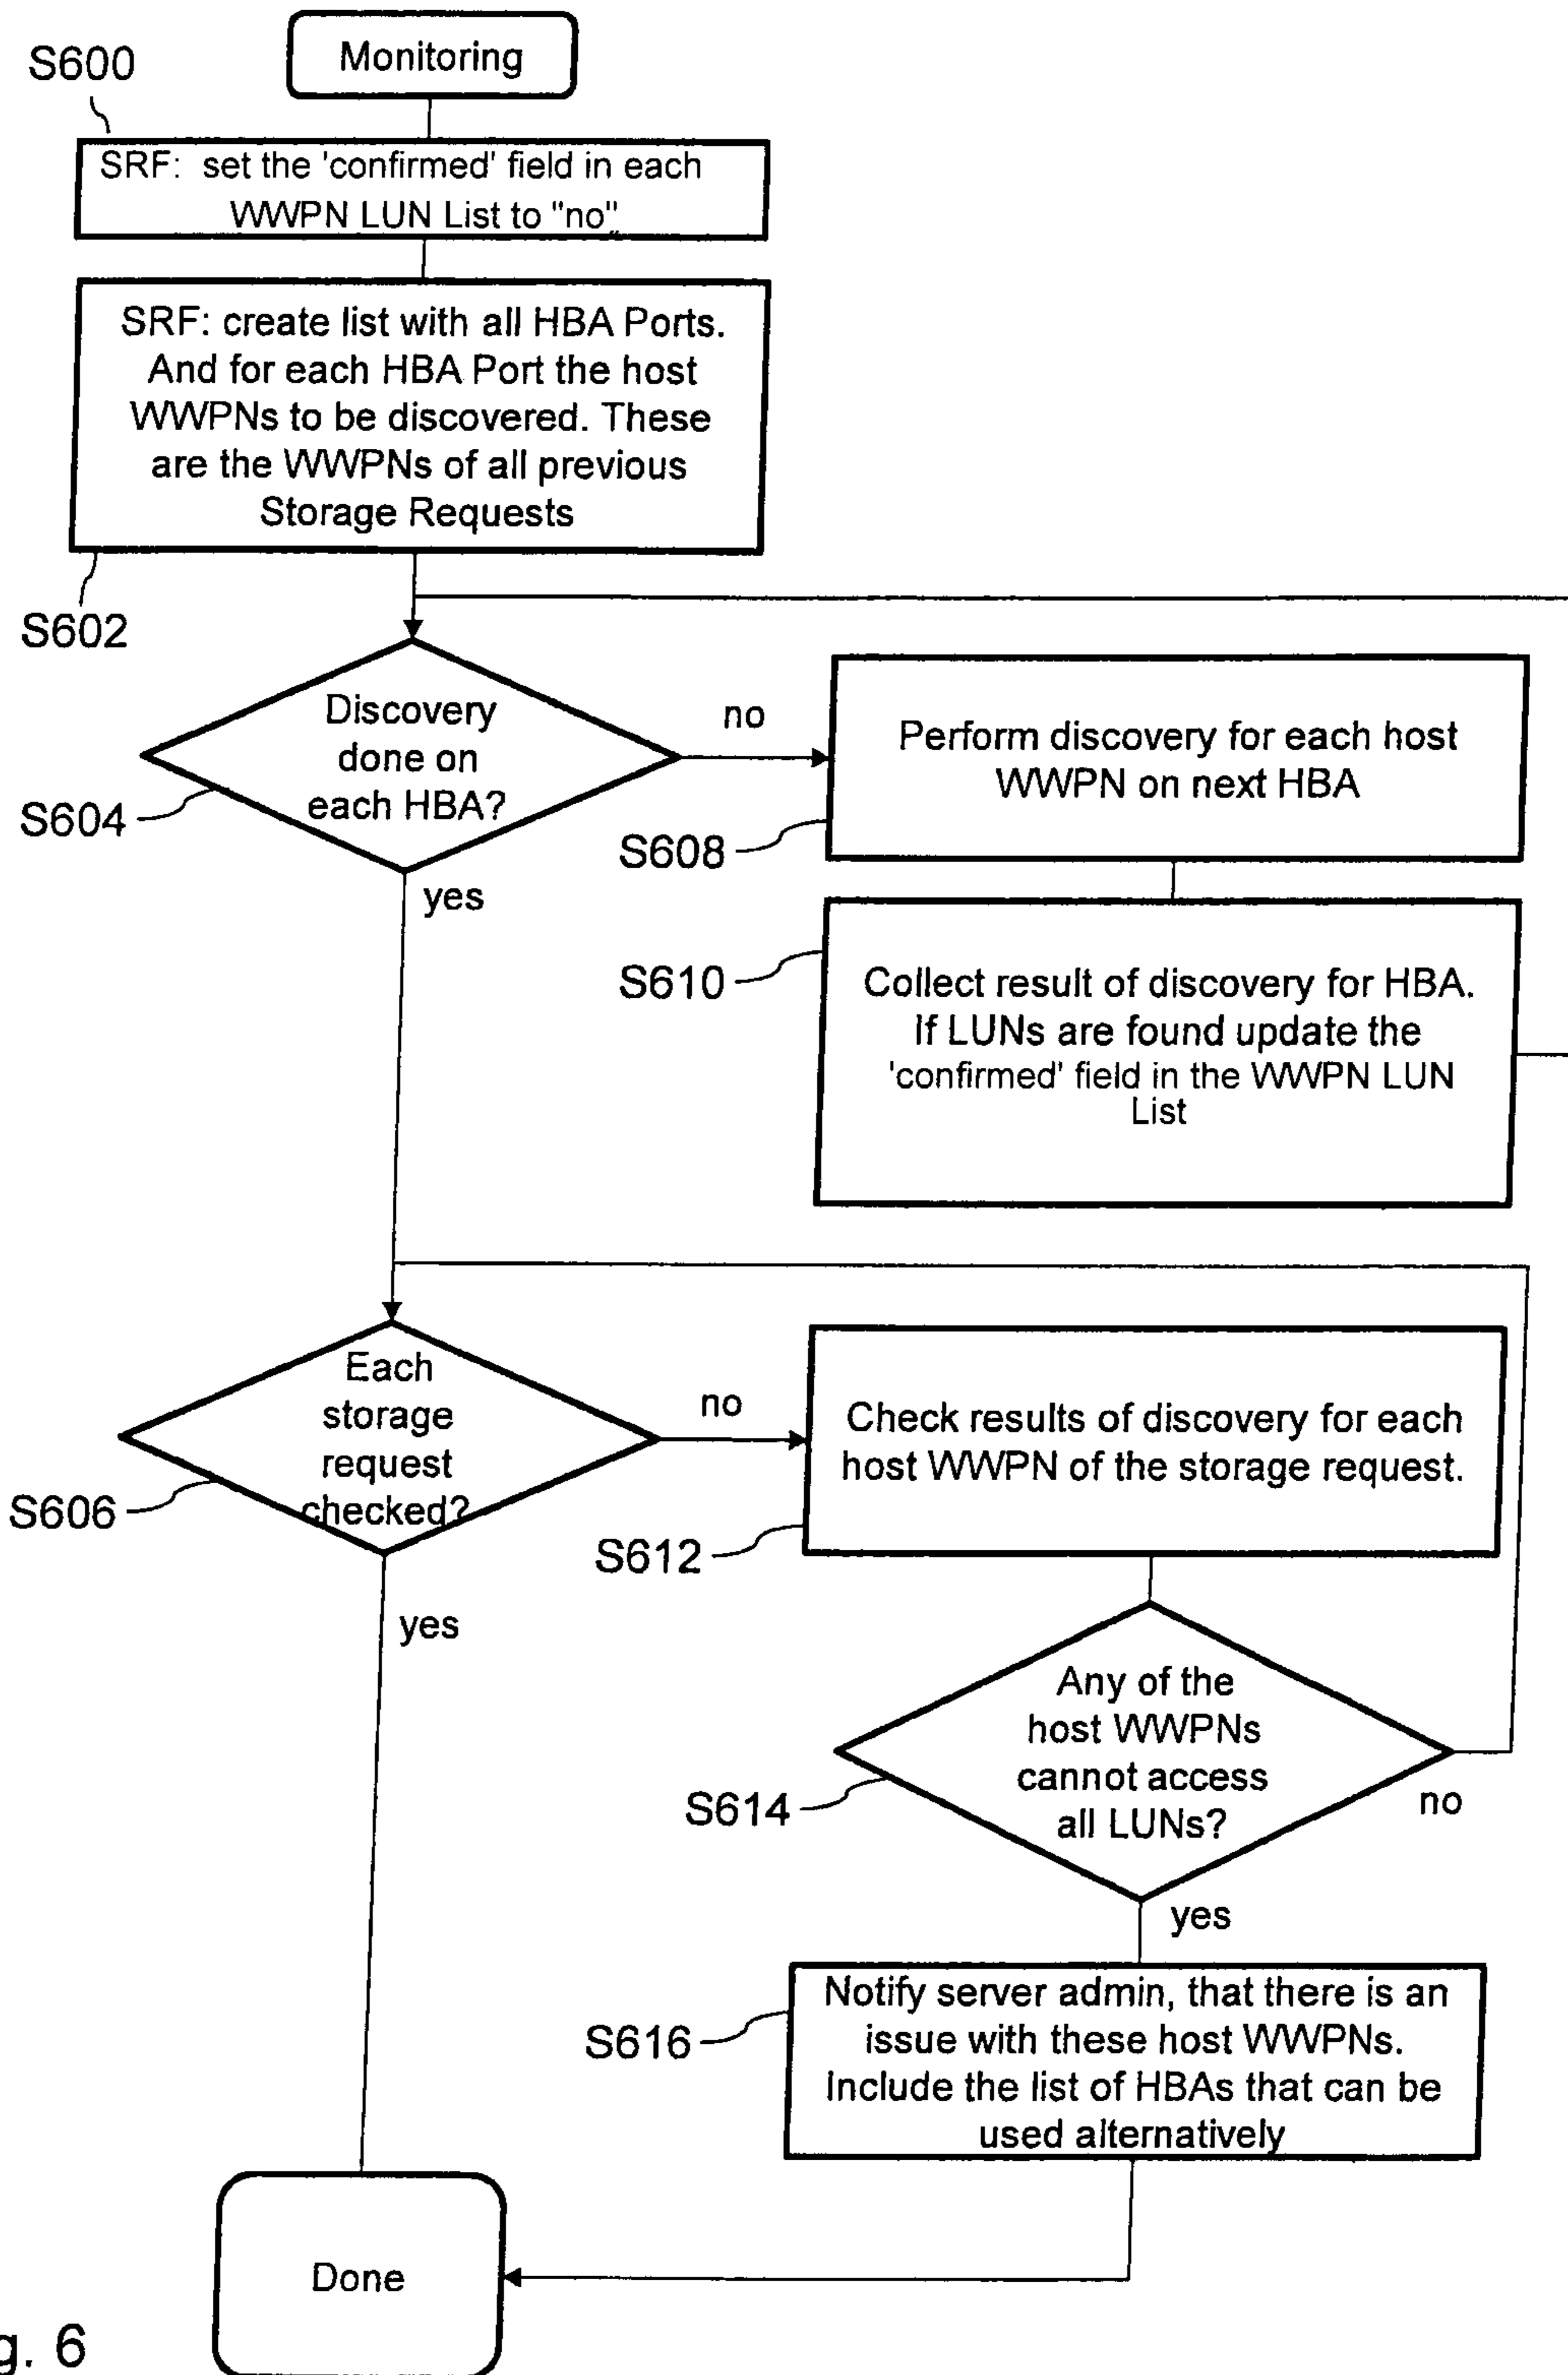 Monitoring
S600
SRF: set the 'confirmed' field in each
WWPN LUN List to "no"
SRF: create list with all HBA Ports.
And for each HBA Port the host
WWPNs to be discovered. These
are the WWPNs of all previous
Storage Requests
S602
Discovery
done on
each HBA?
S604
no
yes
Perform discovery for each host
WWPN on next HBA
S608
Collect result of discovery for HBA.
If LUNs are found update the
'confirmed' field in the WWPN LUN
List
S610
Each
storage
request
checked?
S606
no
yes
Check results of discovery for each
host WWPN of the storage request.
S612
Any of the
host WWPNs
cannot access
all LUNs?
S614
no
yes
Notify server admin, that there is an
issue with these host WWPNs.
Include the list of HBAs that can be
used alternatively
S616
Done
g. 6